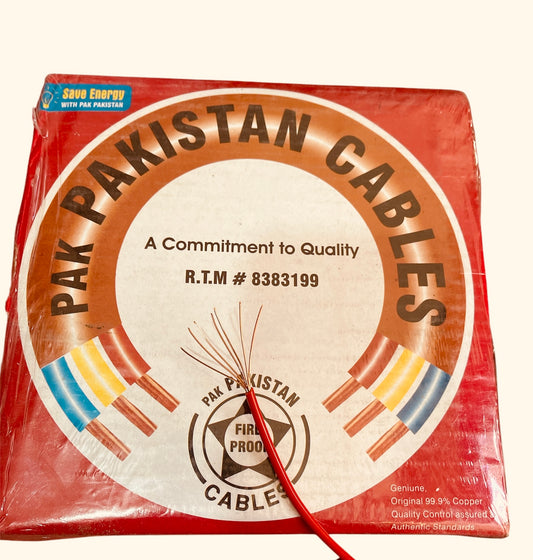 Save Energy
WITH PAK PAKISTAN
PAK PAKISTAN CABLES
A Commitment to Quality
R.T.M # 8383199
PAK PAKISTAN
FIRE
PROOF
CABLES
Geniune,
Original 99.9% Copper
Quality Control assured &
Authentic Standards